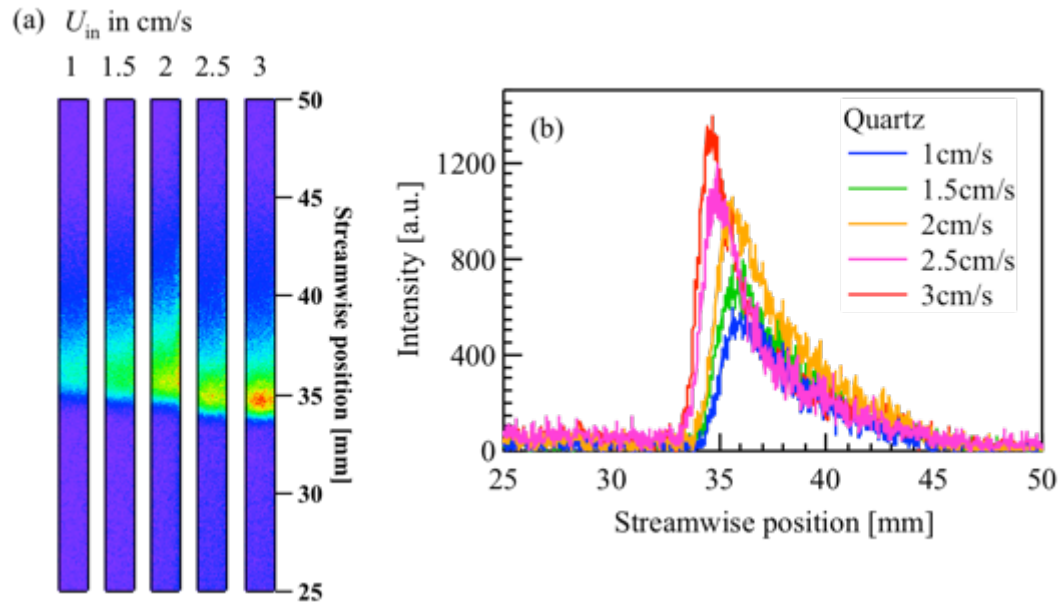 (a) U_in in cm/s
1 1.5 2 2.5 3
50
45
40
35
30
25
Streamwise position [mm]
(b)
Quartz
1cm/s
1.5cm/s
2cm/s
2.5cm/s
3cm/s
1200
800
400
0
Intensity [a.u.]
25 30 35 40 45 50
Streamwise position [mm]